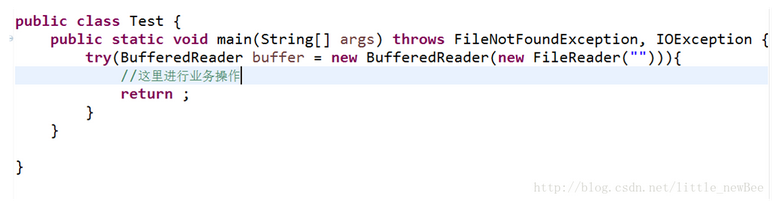 public class Test {
public static void main(String[] args) throws FileNotFoundException, IOException {
try(BufferedReader buffer = new BufferedReader(new FileReader(""))){
//这里进行业务操作
return ;
}
}
}
http://blog.csdn.net/little_newBee